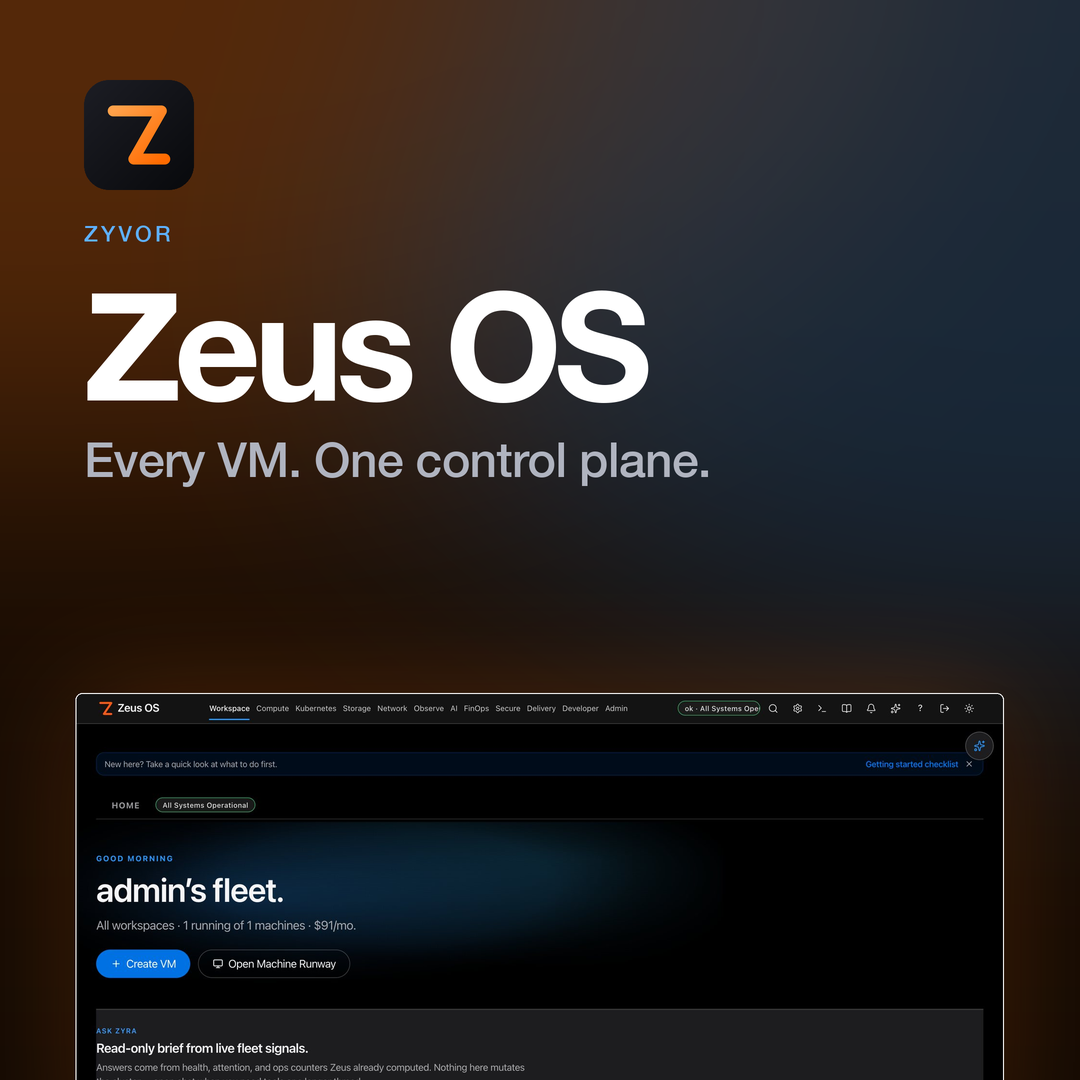 Z
ZYVOR
Zeus OS
Every VM. One control plane.
Z Zeus OS Workspace Compute Kubernetes Storage Network Observe AI FinOps Secure Delivery Developer Admin ok · All Systems Ope
New here? Take a quick look at what to do first. Getting started checklist
HOME All Systems Operational
GOOD MORNING
admin's fleet.
All workspaces · 1 running of 1 machines · $91/mo.
+ Create VM Open Machine Runway
ASK ZYRA
Read-only brief from live fleet signals.
Answers come from health, attention, and ops counters Zeus already computed. Nothing here mutates